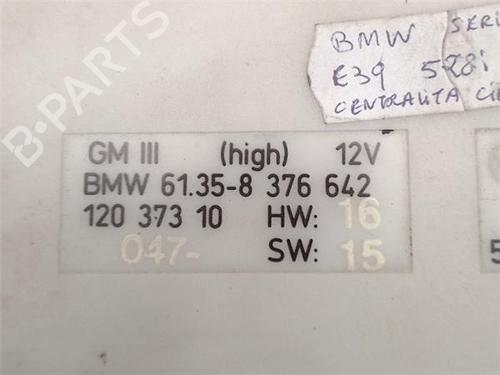 B-PARTS
BMW SERI
E39 528i
CENTRALITA CI
GM III (high) 12V
BMW 61.35-8 376 642
120 373 10 HW: 16
047- SW: 15
5